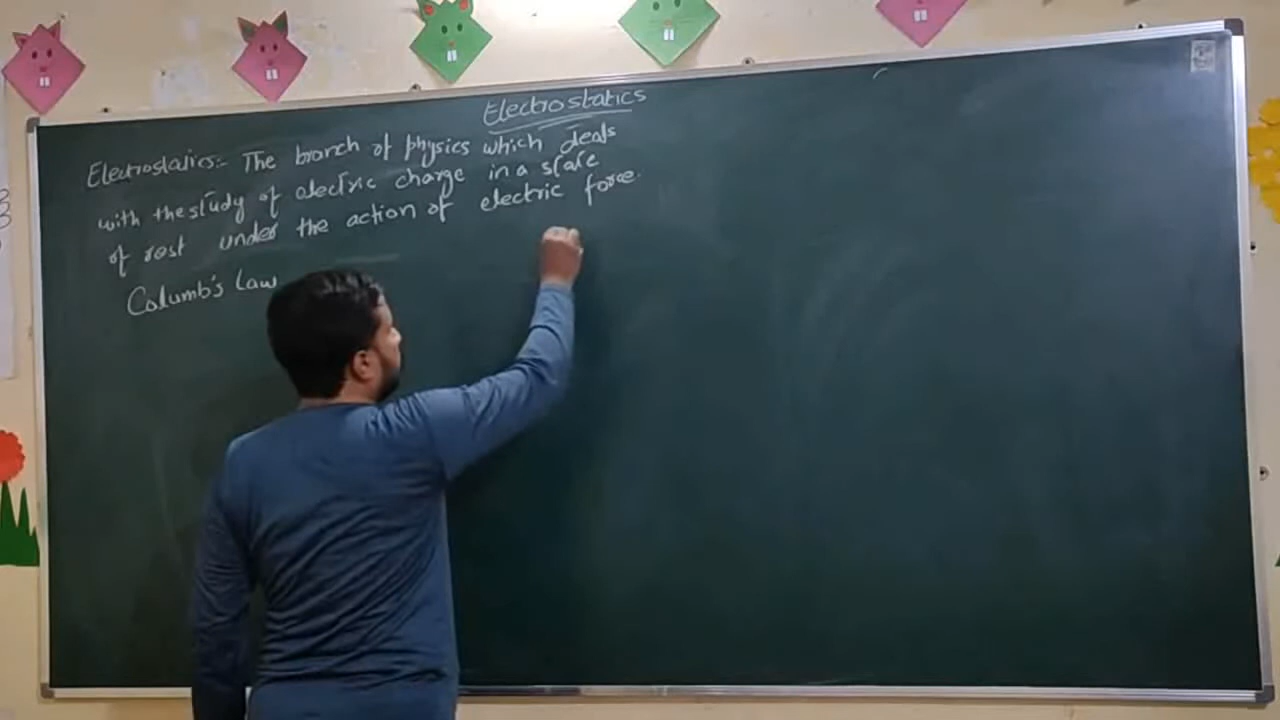 Electrostatics
Electrostatics:- The branch of physics which deals
with the study of electric charge in a state
of rest under the action of electric force.
Columb's Law